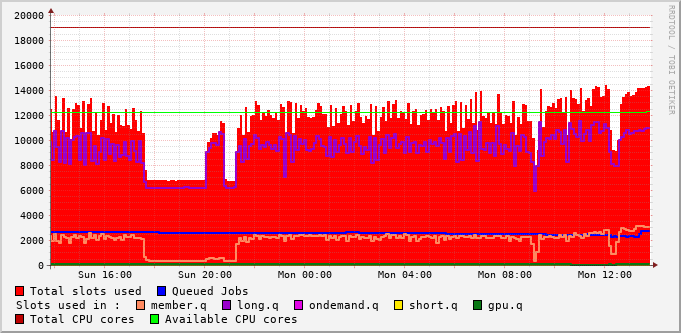 20000
18000
16000
14000
12000
10000
8000
6000
4000
2000
0
Sun 16:00 Sun 20:00 Mon 00:00 Mon 04:00 Mon 08:00 Mon 12:00
Total slots used Queued Jobs
Slots used in : member.q long.q ondemand.q short.q gpu.q
Total CPU cores Available CPU cores
RRDTOOL / TOBI OETIKER